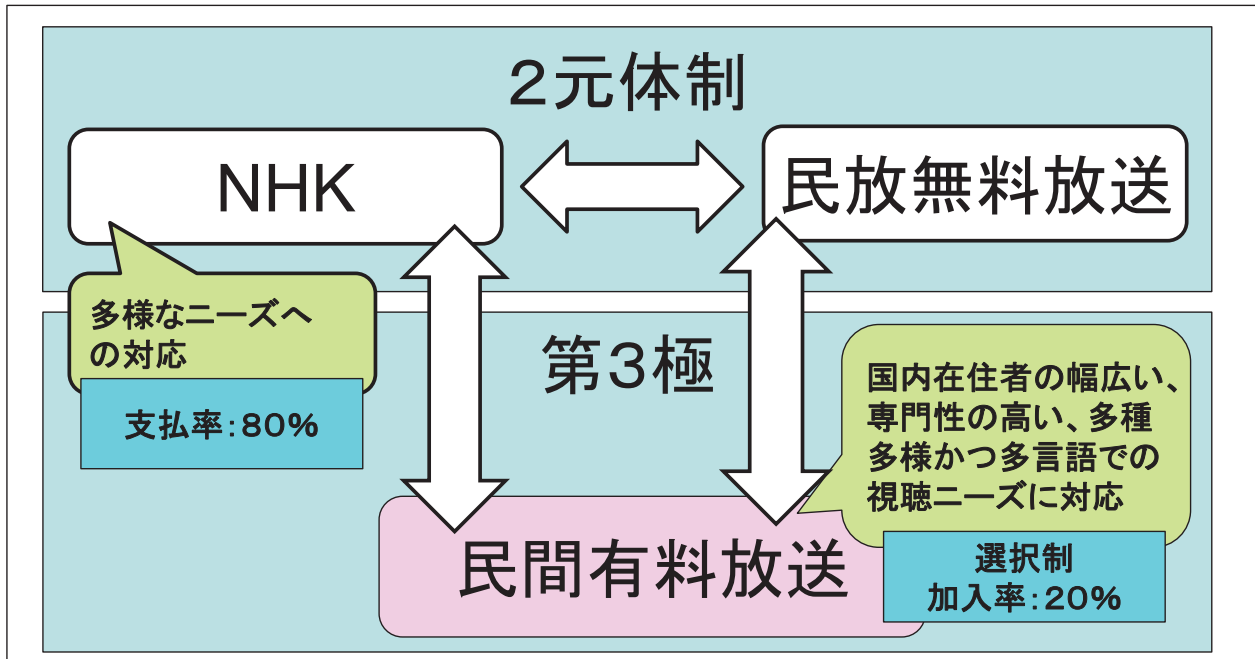 ２元体制
NHK
民放無料放送
多様なニーズへ
の対応
支払率：80％
第３極
国内在住者の幅広い、
専門性の高い、多種
多様かつ多言語での
視聴ニーズに対応
民間有料放送
選択制
加入率：20％